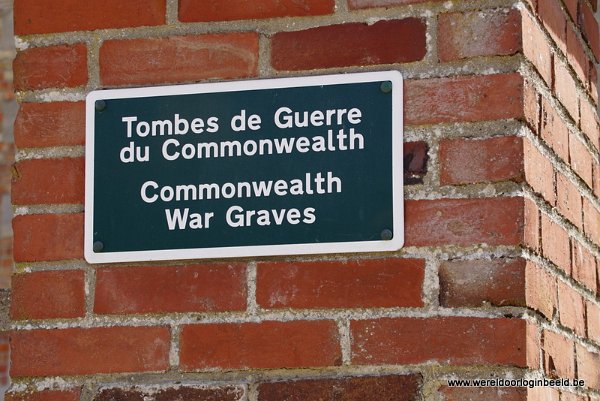 Tombes de Guerre
du Commonwealth
Commonwealth
War Graves
www.wereldoorloginbeeld.be